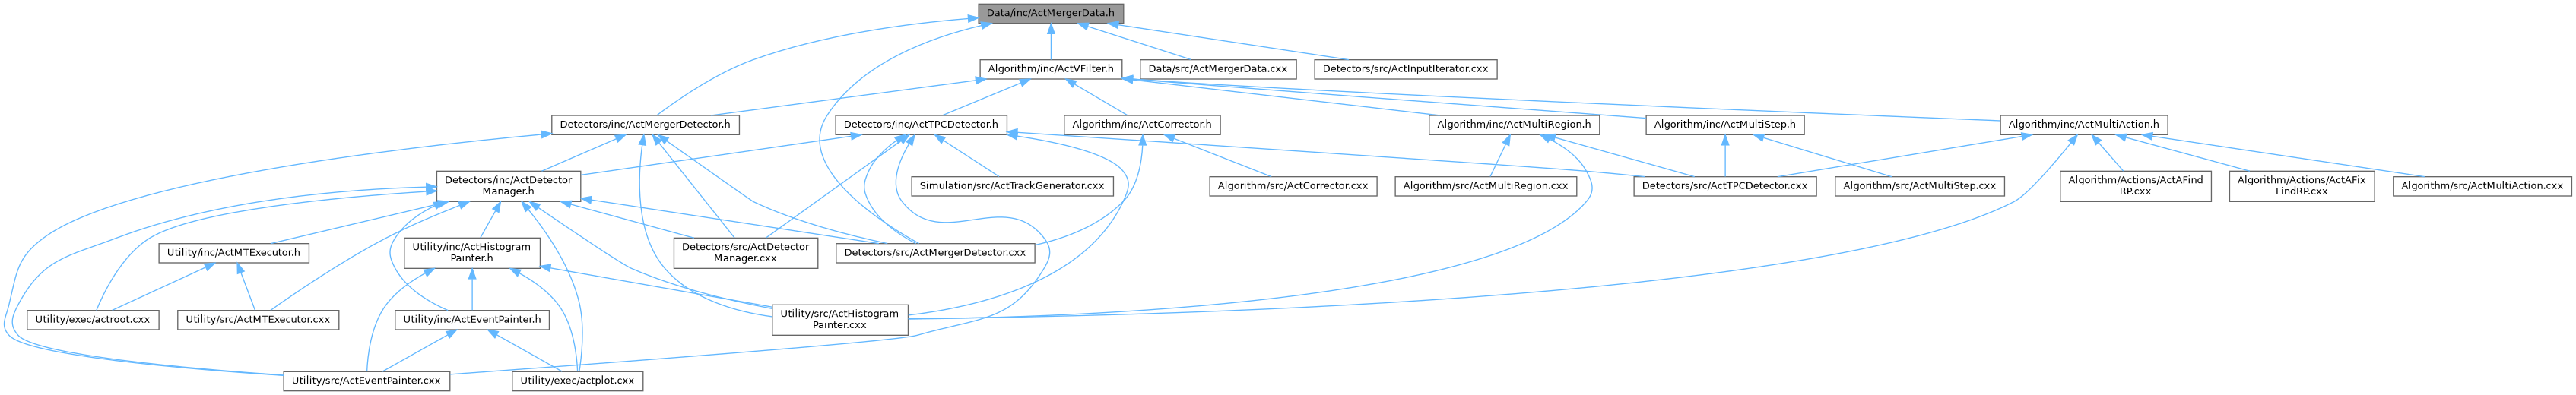 Data/inc/ActMergerData.h
Algorithm/inc/ActVFilter.h
Data/src/ActMergerData.cxx
Detectors/src/ActInputIterator.cxx
Detectors/inc/ActMergerDetector.h
Detectors/inc/ActTPCDetector.h
Algorithm/inc/ActCorrector.h
Algorithm/inc/ActMultiRegion.h
Algorithm/inc/ActMultiStep.h
Algorithm/inc/ActMultiAction.h
Detectors/inc/ActDetector
Manager.h
Simulation/src/ActTrackGenerator.cxx
Algorithm/src/ActCorrector.cxx
Algorithm/src/ActMultiRegion.cxx
Detectors/src/ActTPCDetector.cxx
Algorithm/src/ActMultiStep.cxx
Algorithm/Actions/ActAFind
RP.cxx
Algorithm/Actions/ActAFix
FindRP.cxx
Algorithm/src/ActMultiAction.cxx
Utility/inc/ActMTExecutor.h
Utility/inc/ActHistogram
Painter.h
Detectors/src/ActDetector
Manager.cxx
Detectors/src/ActMergerDetector.cxx
Utility/exec/actroot.cxx
Utility/src/ActMTExecutor.cxx
Utility/inc/ActEventPainter.h
Utility/src/ActHistogram
Painter.cxx
Utility/src/ActEventPainter.cxx
Utility/exec/actplot.cxx